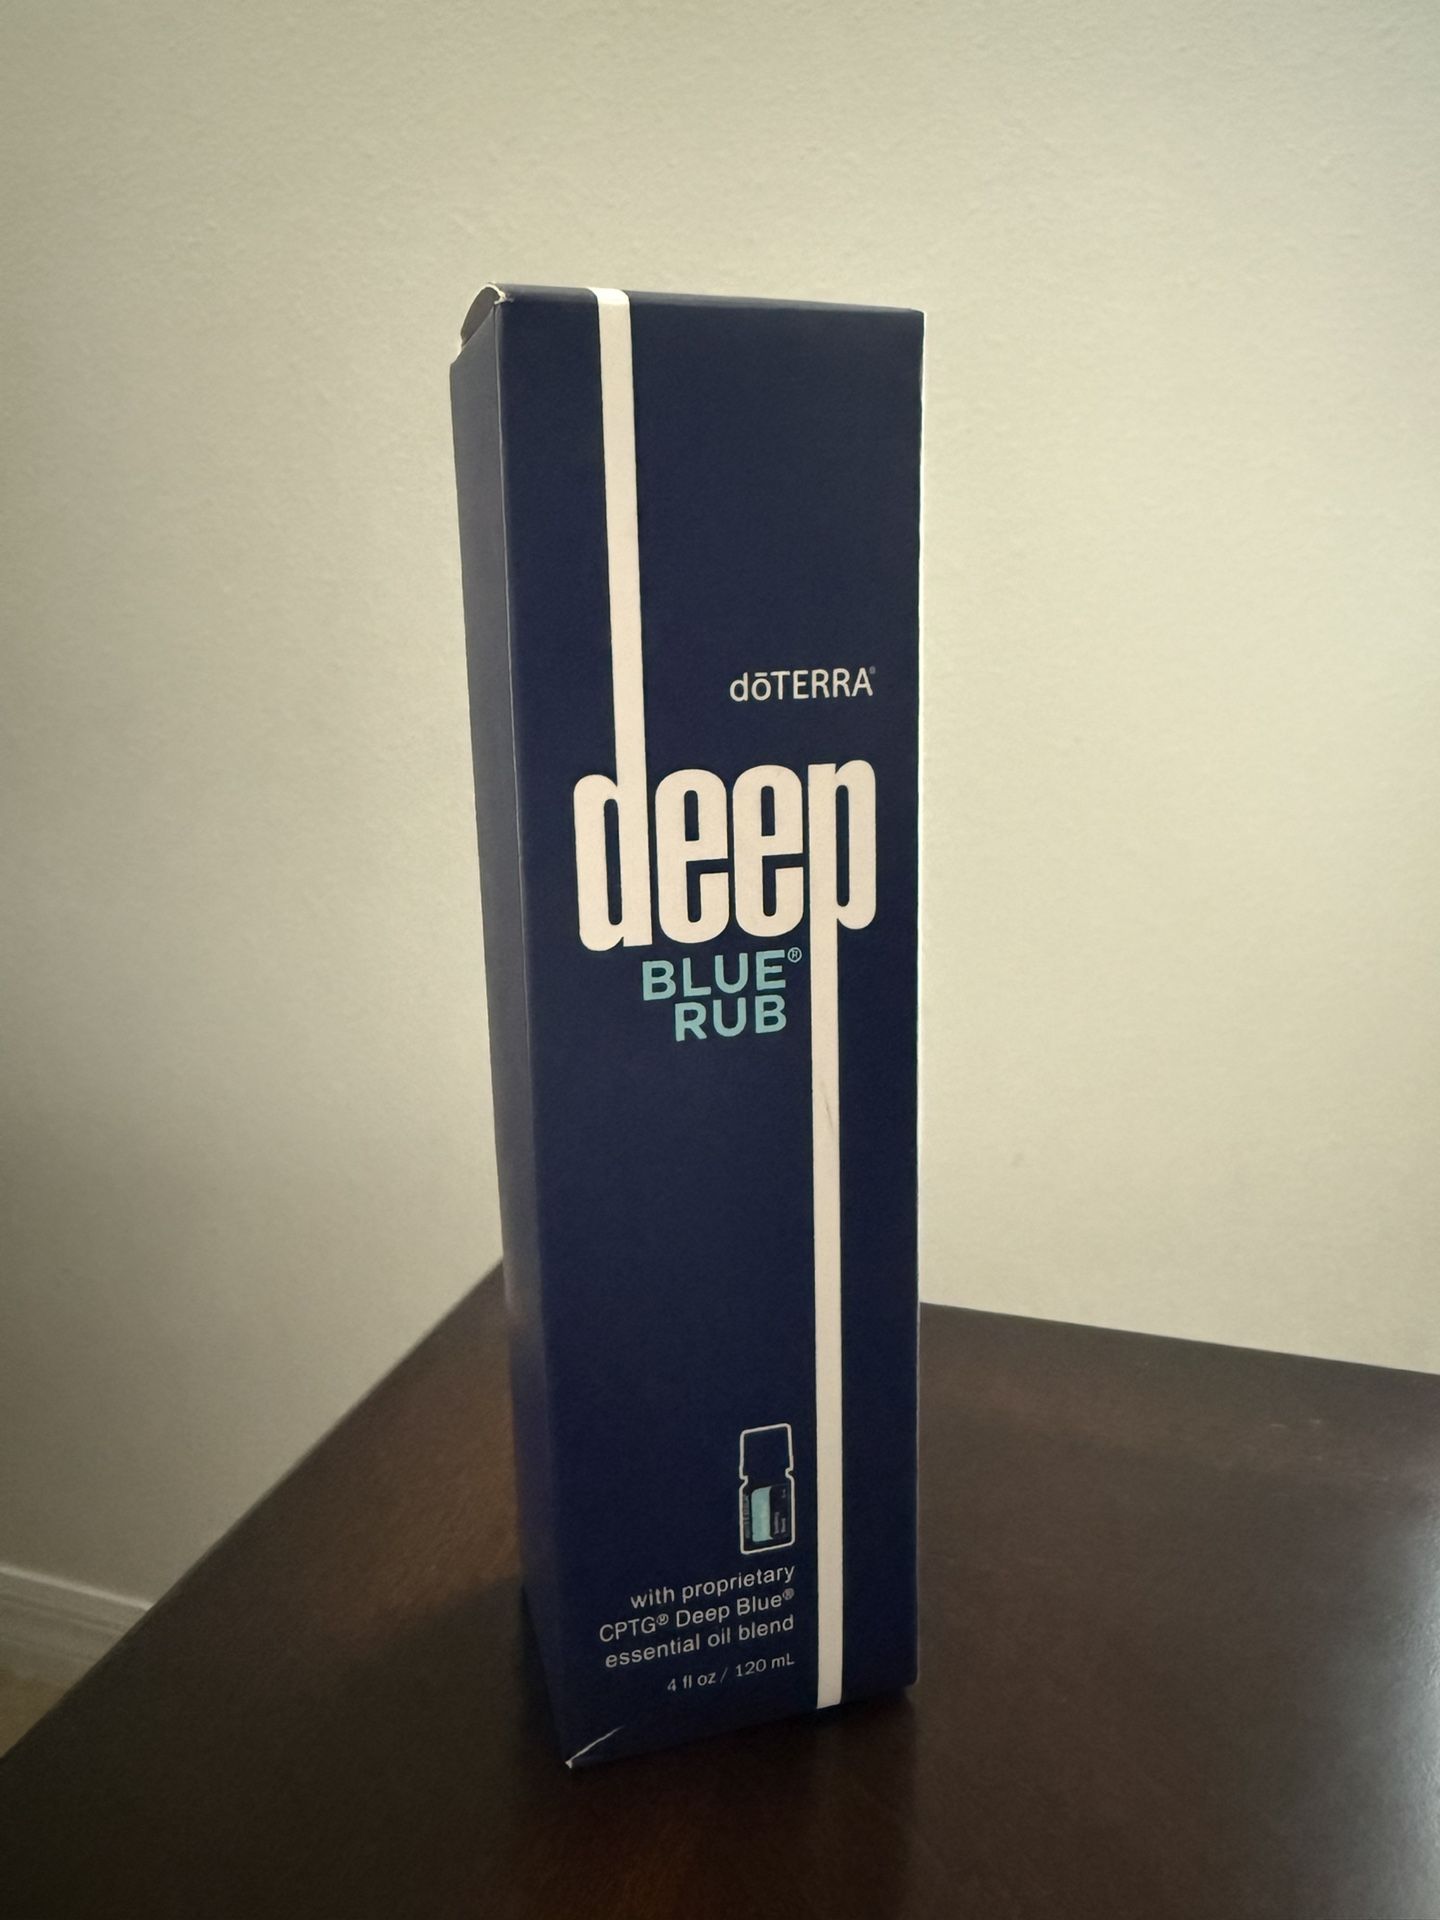 dōTERRA®
deep
BLUE®
RUB
with proprietary
CPTG® Deep Blue®
essential oil blend
4 fl oz / 120 mL